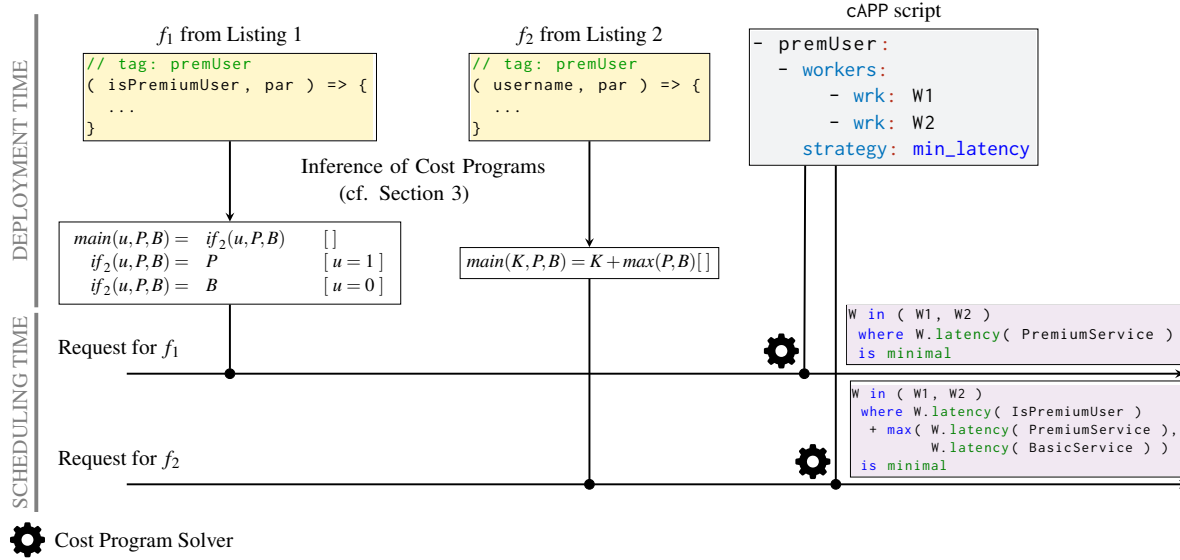 DEPLOYMENT TIME
f₁ from Listing 1
// tag: premUser
( isPremiumUser, par ) => {
...
}
f₂ from Listing 2
// tag: premUser
( username, par ) => {
...
}
cAPP script
- premUser:
- workers:
- wrk: W1
- wrk: W2
strategy: min_latency
Inference of Cost Programs
(cf. Section 3)
main(u,P,B) = if₂(u,P,B) [ ]
if₂(u,P,B) = P [ u = 1 ]
if₂(u,P,B) = B [ u = 0 ]
main(K,P,B) = K + max(P,B)[ ]
SCHEDULING TIME
Request for f₁
W in ( W1, W2 )
where W.latency( PremiumService )
is minimal
Request for f₂
W in ( W1, W2 )
where W.latency( IsPremiumUser )
+ max( W.latency( PremiumService ),
W.latency( BasicService ) )
is minimal
Cost Program Solver